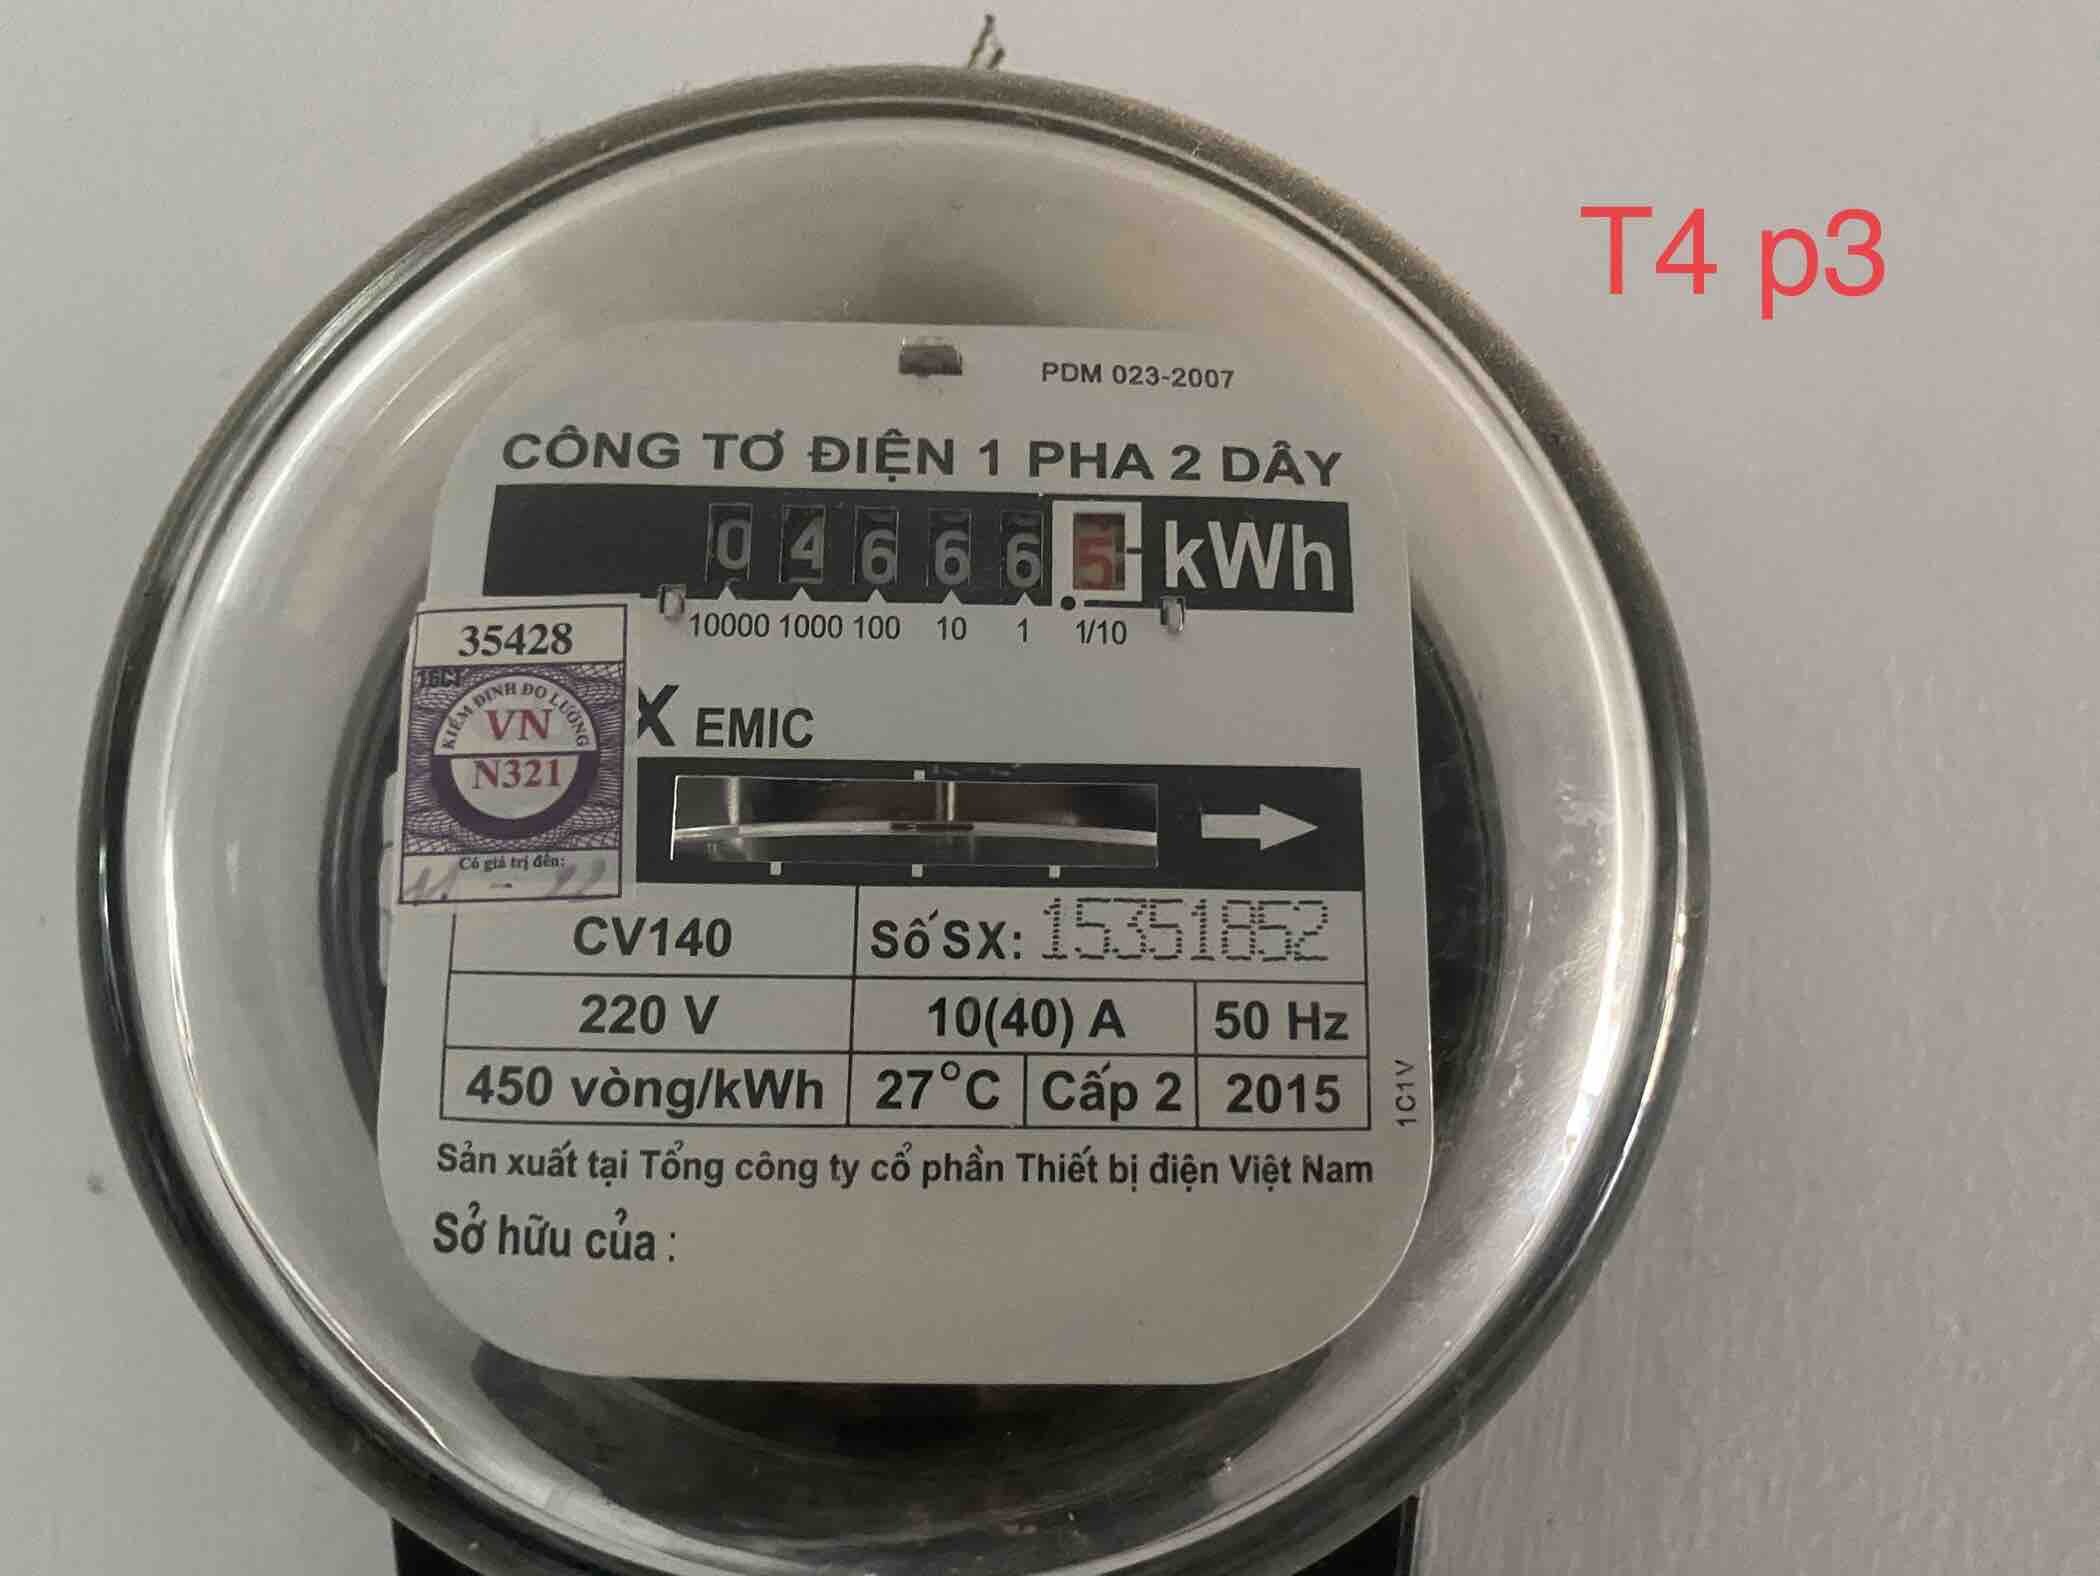 T4 p3
PDM 023-2007
CÔNG TƠ ĐIỆN 1 PHA 2 DÂY
0 4 6 6 6 5 kWh
10000 1000 100 10 1 1/10
35428
16CT
KIỂM ĐỊNH ĐO LƯỜNG
VN
N321
Có giá trị đến:
X EMIC
CV140 Số SX: 15351852
220 V 10(40) A 50 Hz
450 vòng/kWh 27°C Cấp 2 2015
1C1V
Sản xuất tại Tổng công ty cổ phần Thiết bị điện Việt Nam
Sở hữu của :